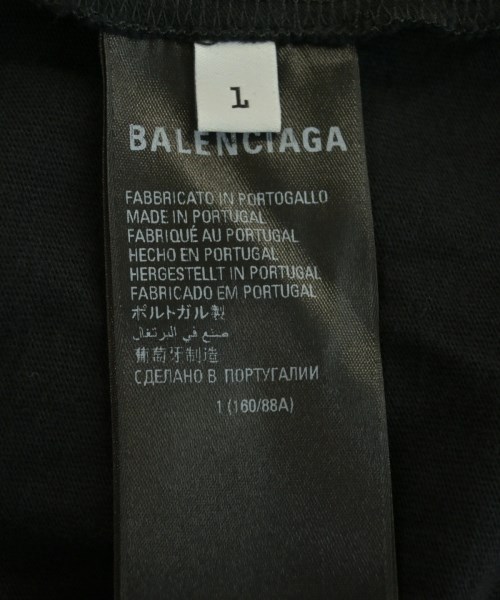 1
BALENCIAGA
FABBRICATO IN PORTOGALLO
MADE IN PORTUGAL
FABRIQUÉ AU PORTUGAL
HECHO EN PORTUGAL
HERGESTELLT IN PORTUGAL
FABRICADO EM PORTUGAL
ポルトガル製
صنع في البرتغال
葡萄牙制造
СДЕЛАНО В ПОРТУГАЛИИ
1 (160/88A)